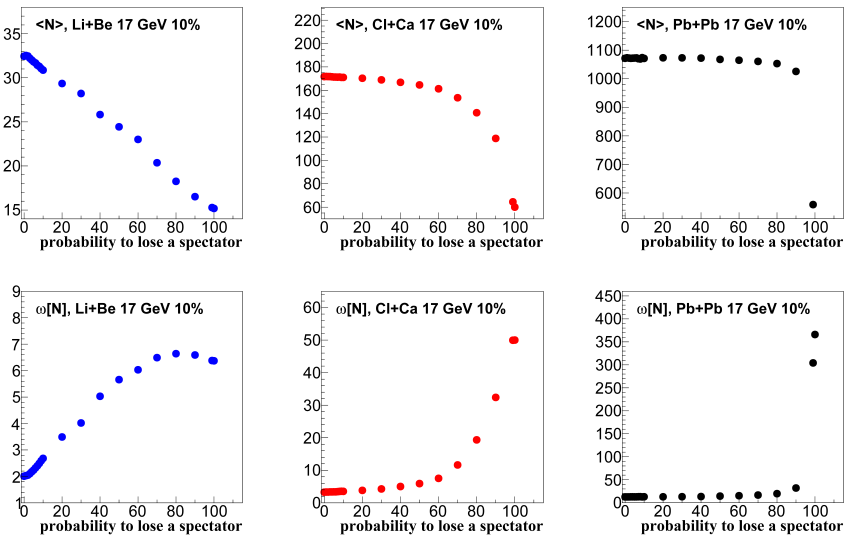 <N>, Li+Be 17 GeV 10%
35
30
25
20
15
0 20 40 60 80 100
probability to lose a spectator
<N>, Cl+Ca 17 GeV 10%
220
200
180
160
140
120
100
80
60
0 20 40 60 80 100
probability to lose a spectator
<N>, Pb+Pb 17 GeV 10%
1200
1100
1000
900
800
700
600
0 20 40 60 80 100
probability to lose a spectator
ω[N], Li+Be 17 GeV 10%
9
8
7
6
5
4
3
2
1
0 20 40 60 80 100
probability to lose a spectator
ω[N], Cl+Ca 17 GeV 10%
60
50
40
30
20
10
0
0 20 40 60 80 100
probability to lose a spectator
ω[N], Pb+Pb 17 GeV 10%
450
400
350
300
250
200
150
100
50
0
0 20 40 60 80 100
probability to lose a spectator